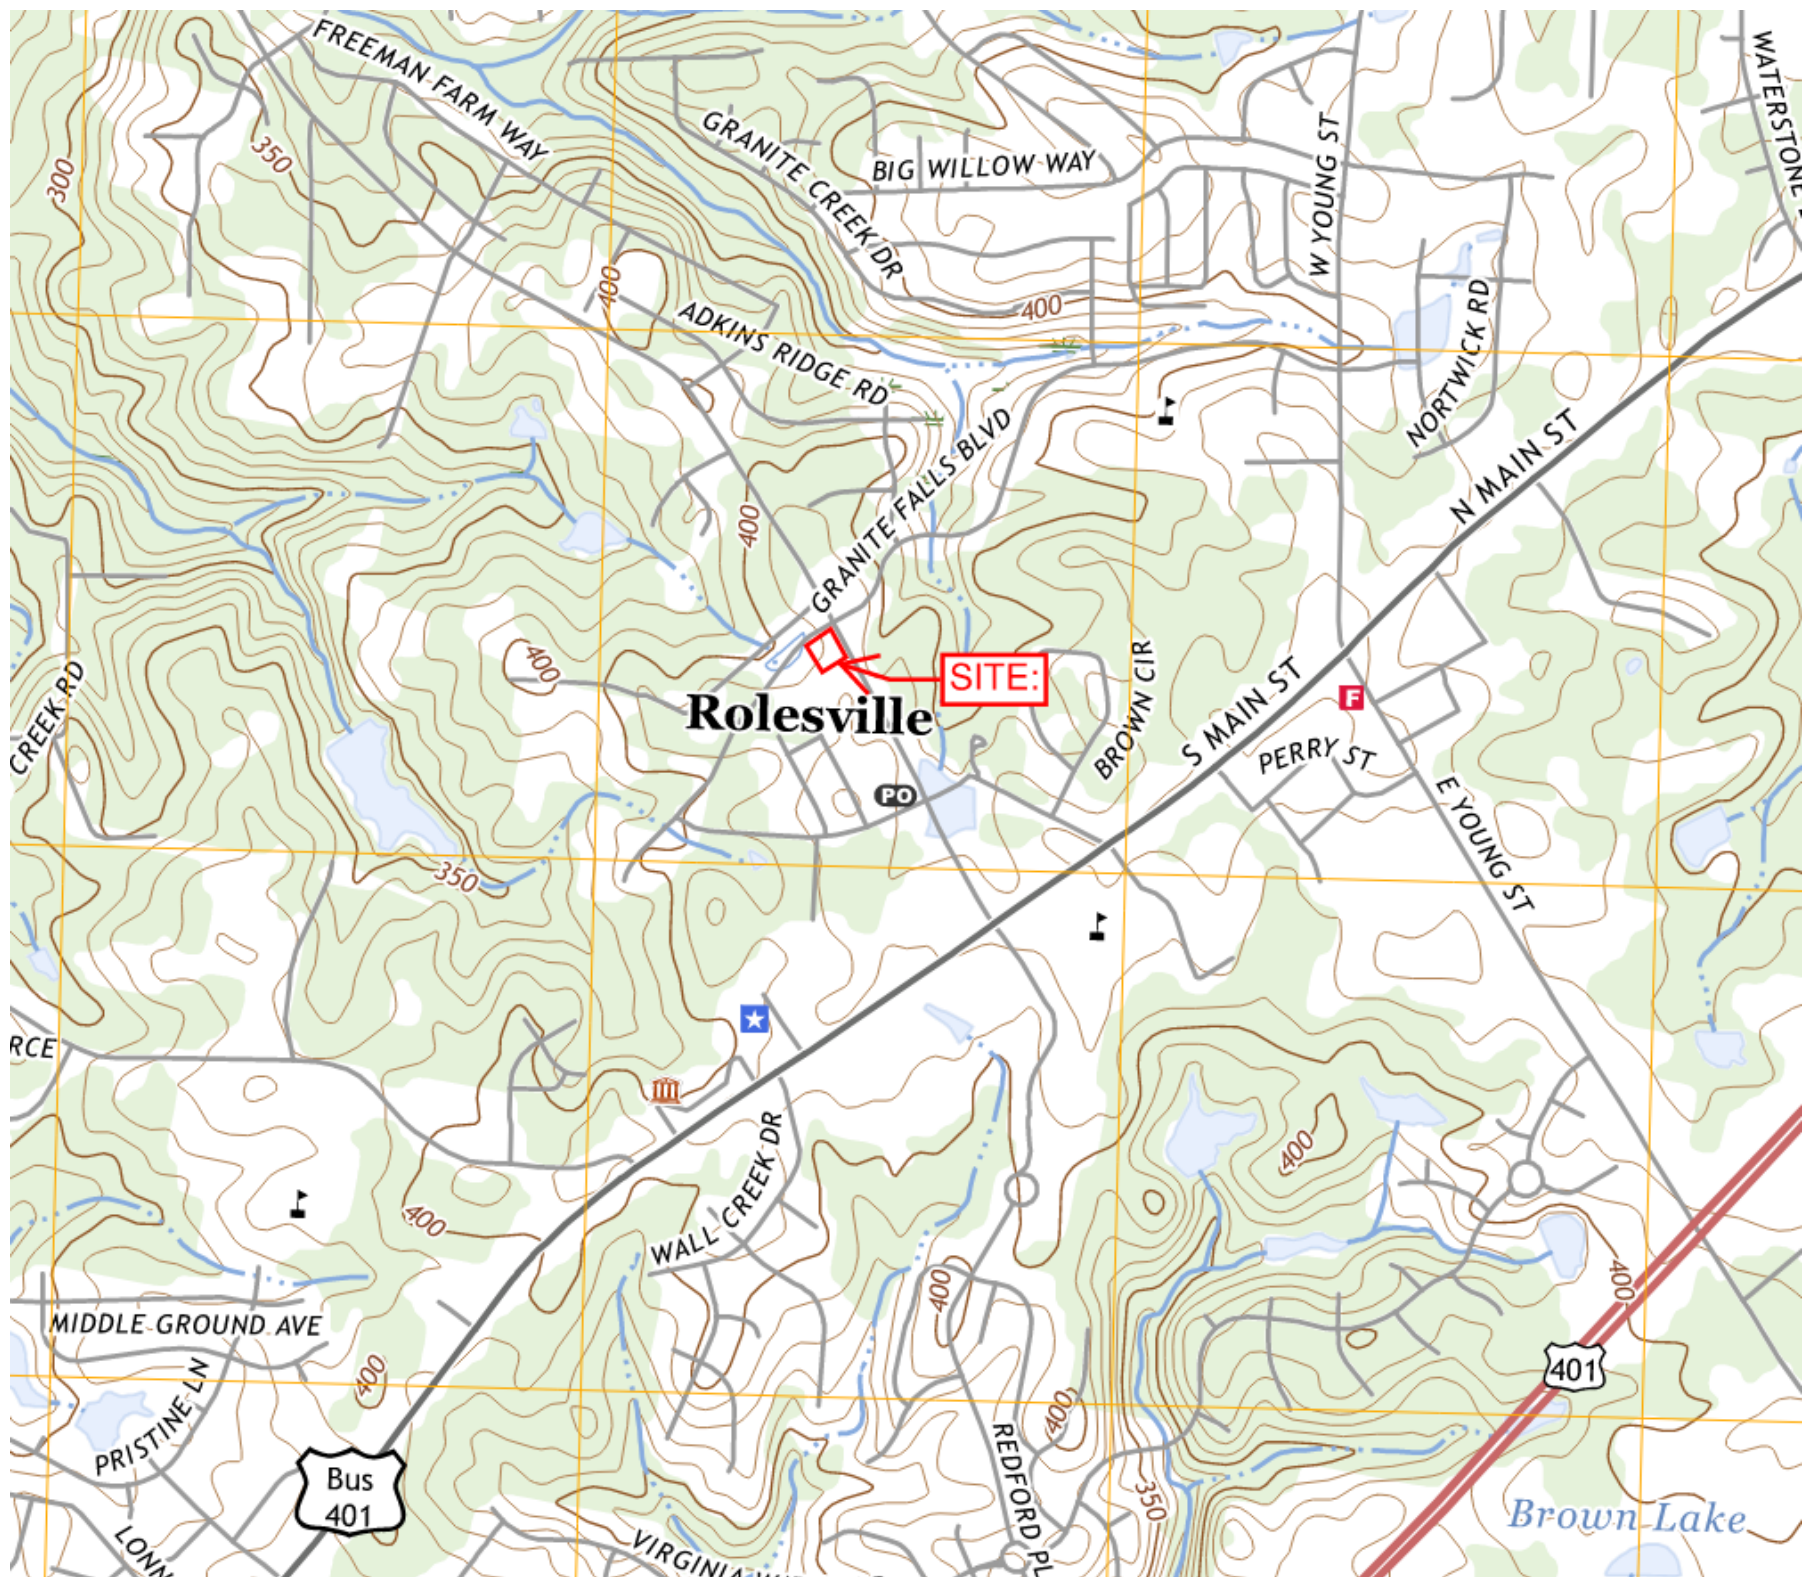 FREEMAN FARM WAY
WATERSTONE
GRANITE CREEK DR
BIG WILLOW WAY
W YOUNG ST
300
350
400
400
ADKINS RIDGE RD
NORTWICK RD
GRANITE FALLS BLVD
N MAIN ST
400
400
SITE:
Rolesville
CREEK RD
BROWN CIR
S MAIN ST
F
PERRY ST
PO
E YOUNG ST
350
RCE
400
WALL CREEK DR
400
400
400
MIDDLE GROUND AVE
401
400
PRISTINE LN
400
REDFORD PL
Bus
401
350
Brown Lake
LONN
VIRGINIA